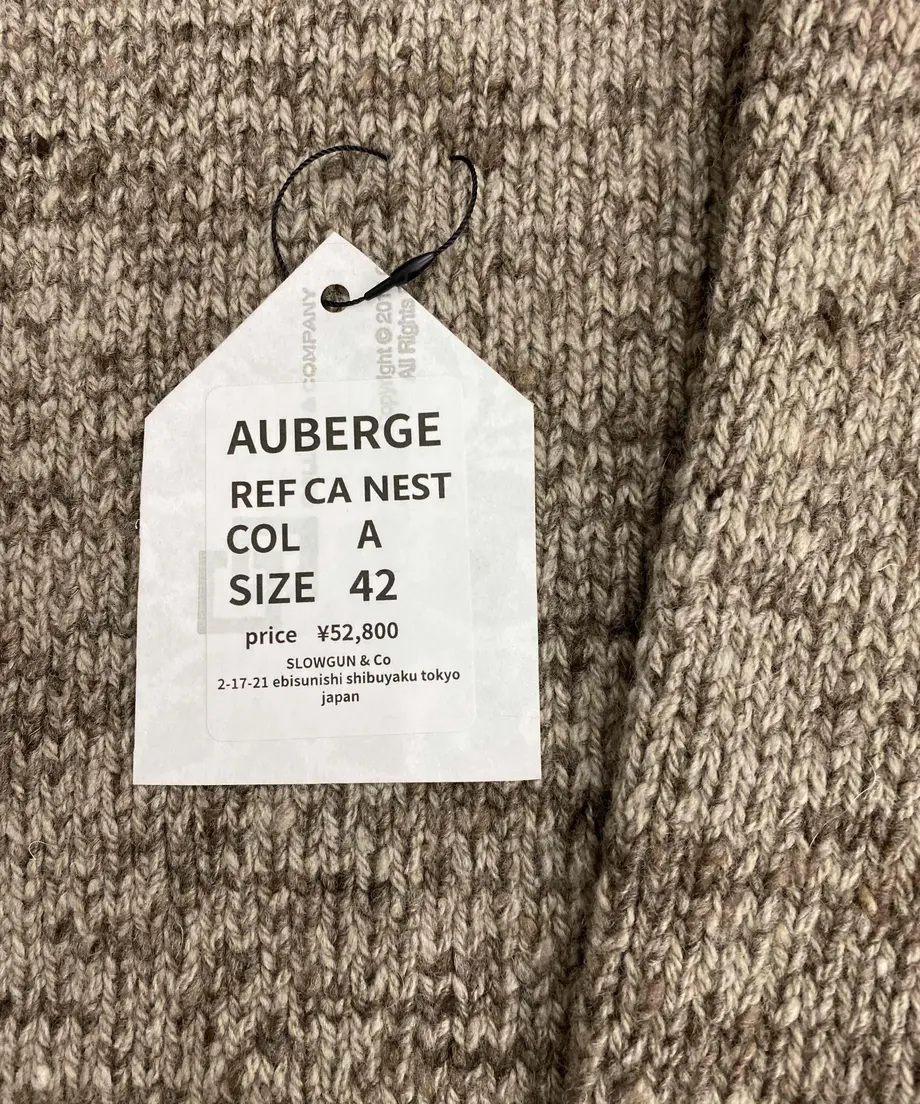 AUBERGE
REF CA NEST
COL A
SIZE 42
price ¥52,800
SLOWGUN & Co
2-17-21 ebisunishi shibuyaku tokyo
japan
COMPANY
All Rights